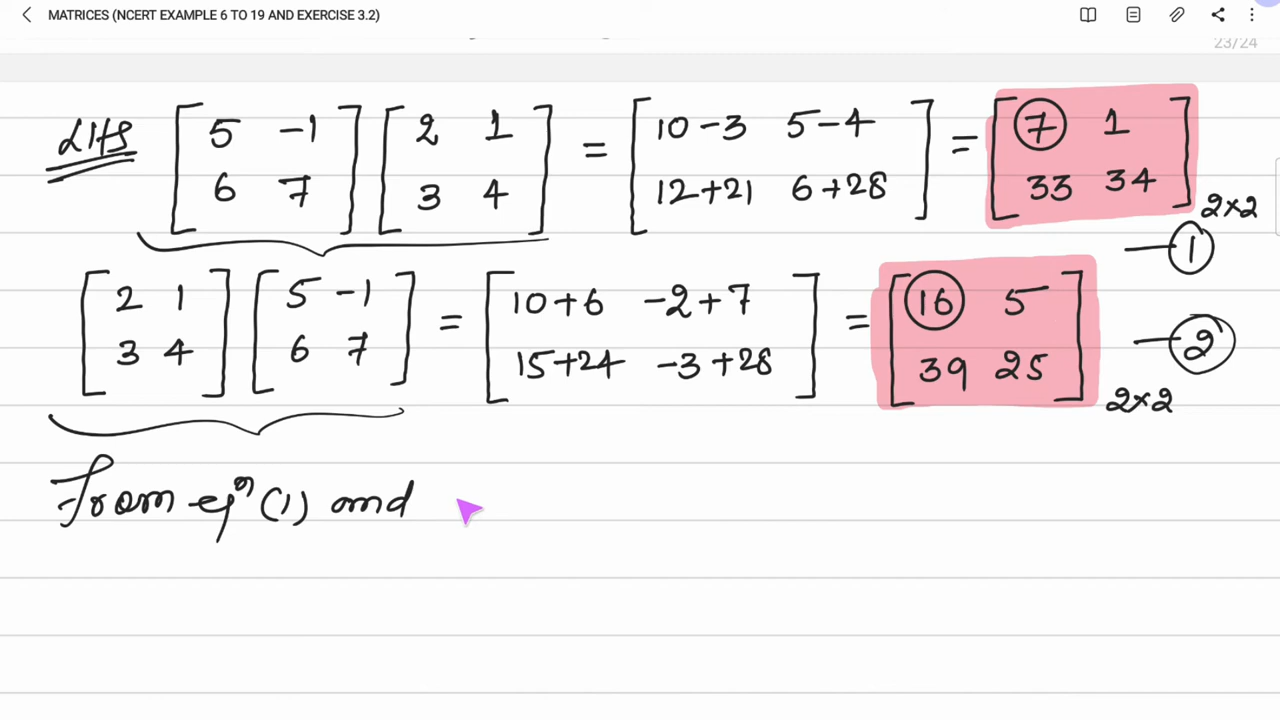 MATRICES (NCERT EXAMPLE 6 TO 19 AND EXERCISE 3.2)
23/24
LHS [5 -1; 6 7] [2 1; 3 4] = [10-3 5-4; 12+21 6+28] = [7 1; 33 34] 2×2 —①
[2 1; 3 4] [5 -1; 6 7] = [10+6 -2+7; 15+24 -3+28] = [16 5; 39 25] 2×2 —②
From eqⁿ (1) and